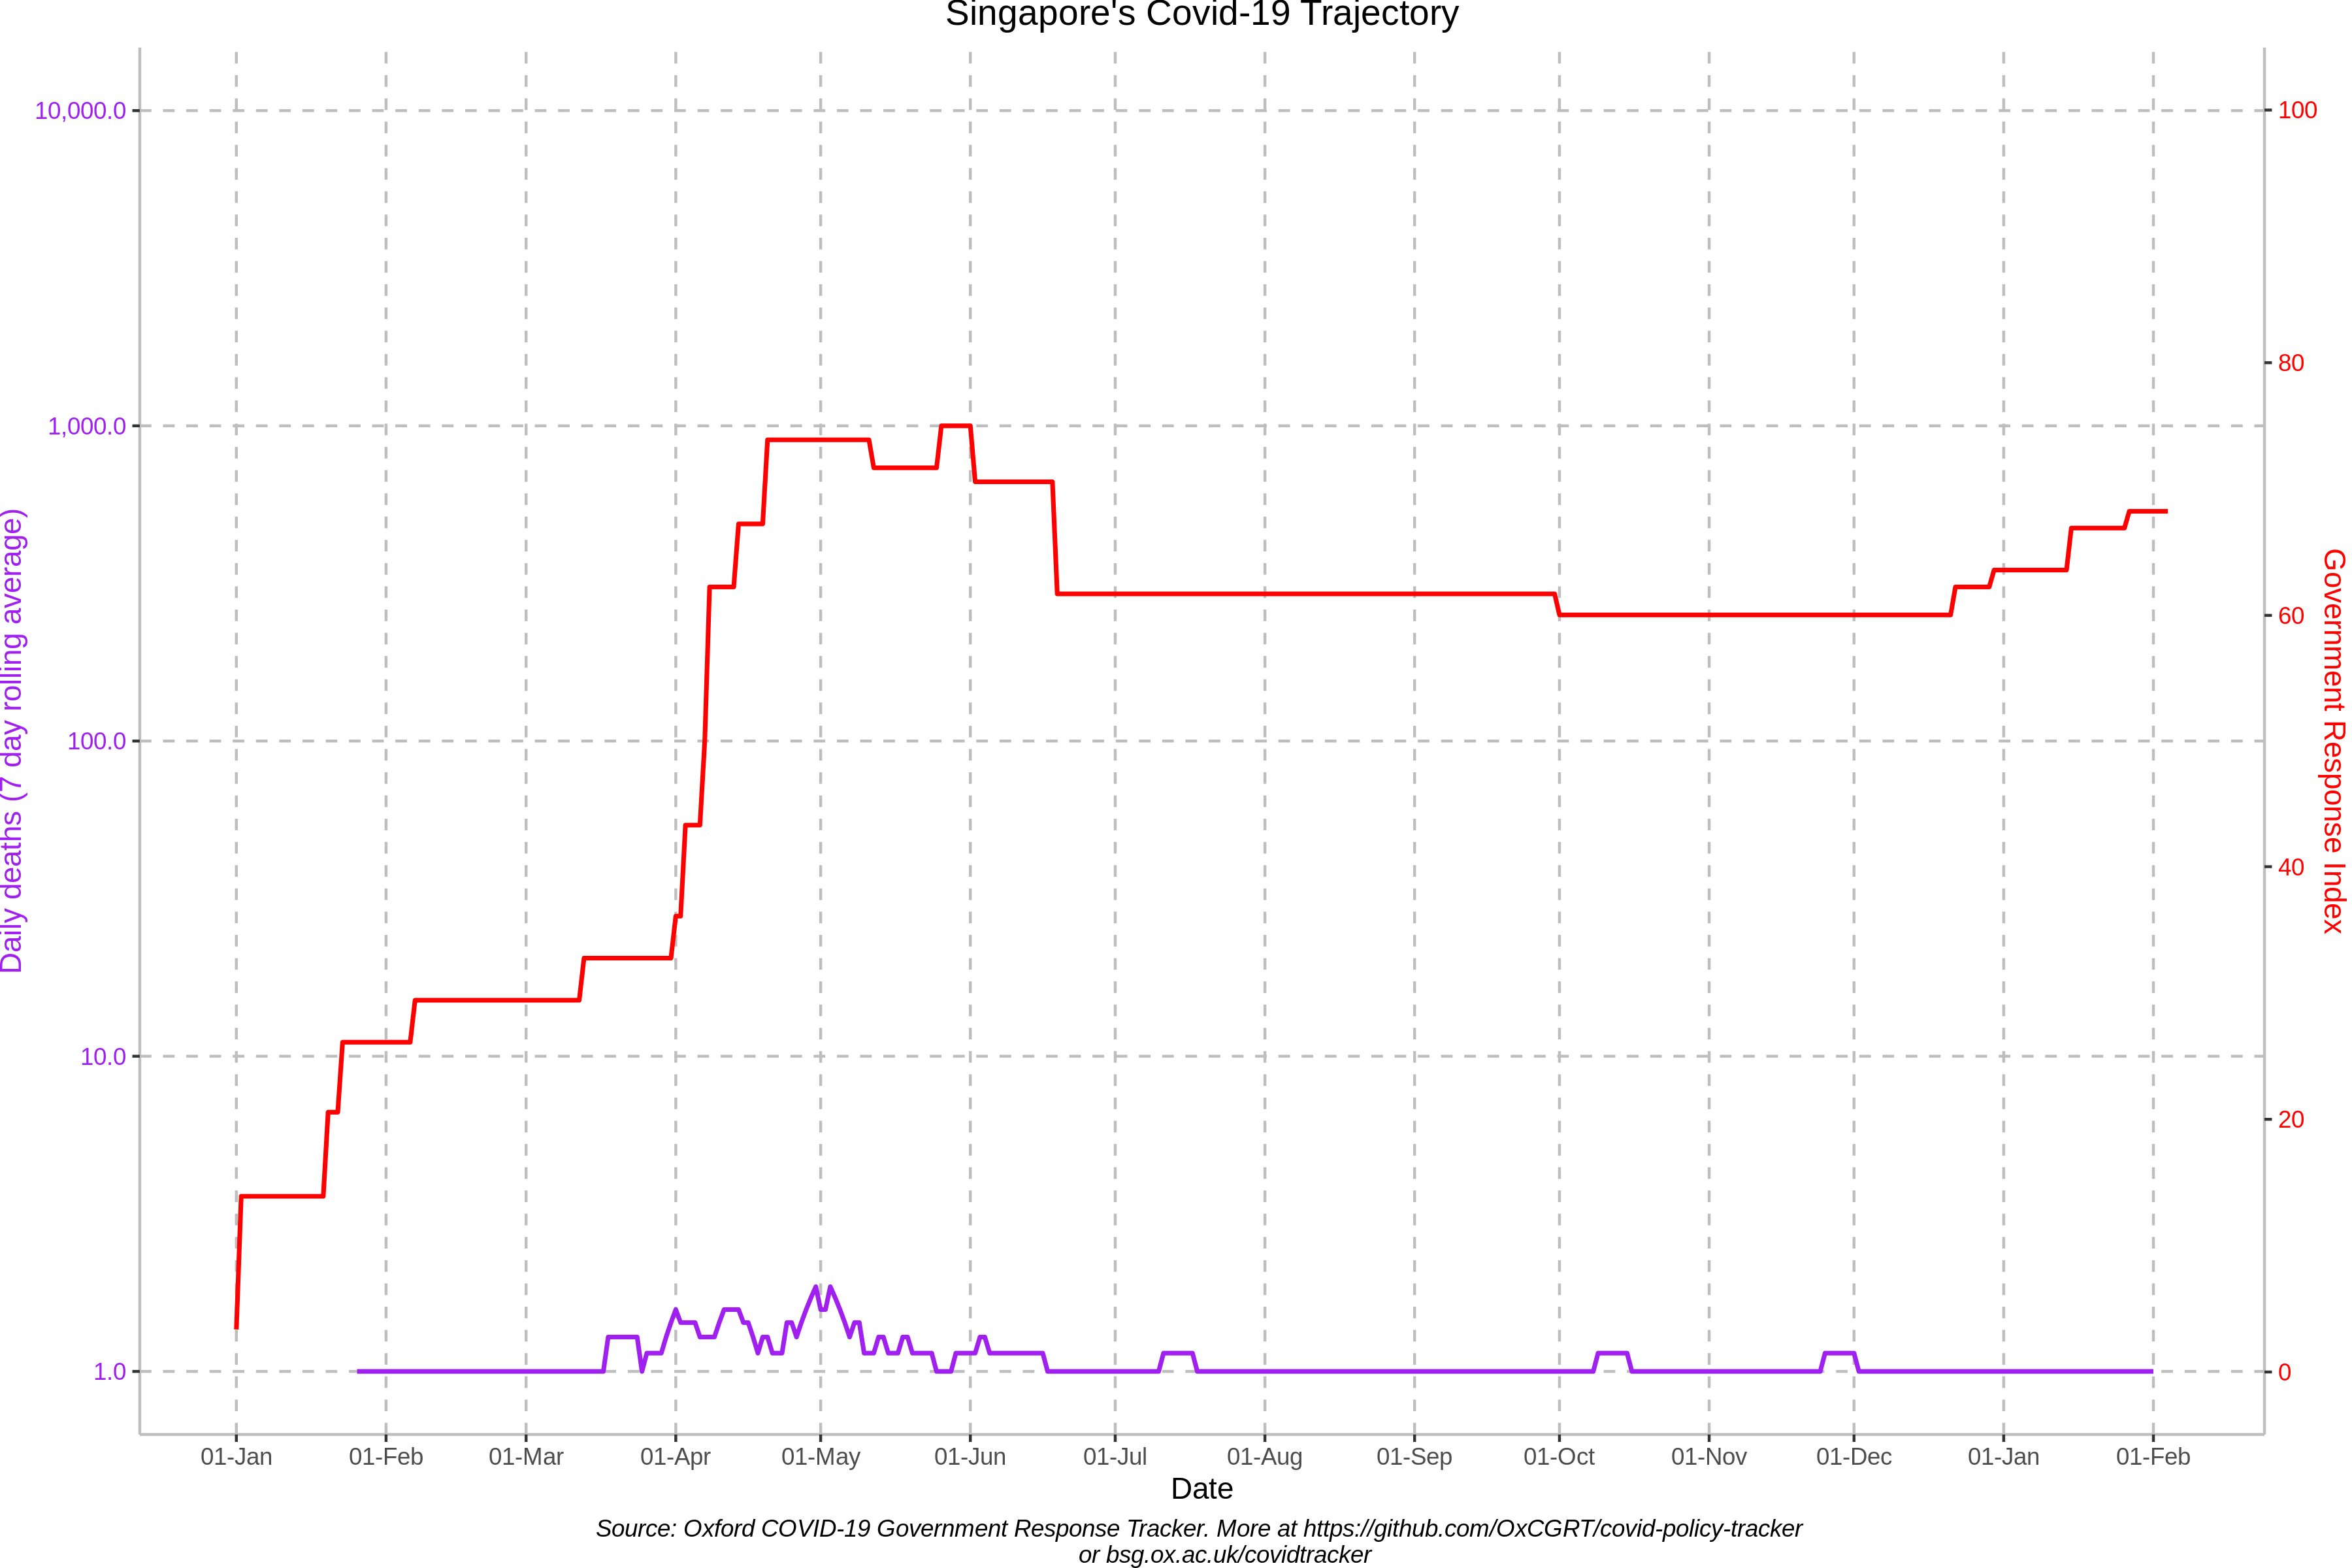 Singapore's Covid-19 Trajectory
10,000.0
1,000.0
100.0
10.0
1.0
Daily deaths (7 day rolling average)
100
80
60
40
20
0
Government Response Index
01-Jan 01-Feb 01-Mar 01-Apr 01-May 01-Jun 01-Jul 01-Aug 01-Sep 01-Oct 01-Nov 01-Dec 01-Jan 01-Feb
Date
Source: Oxford COVID-19 Government Response Tracker. More at https://github.com/OxCGRT/covid-policy-tracker
or bsg.ox.ac.uk/covidtracker